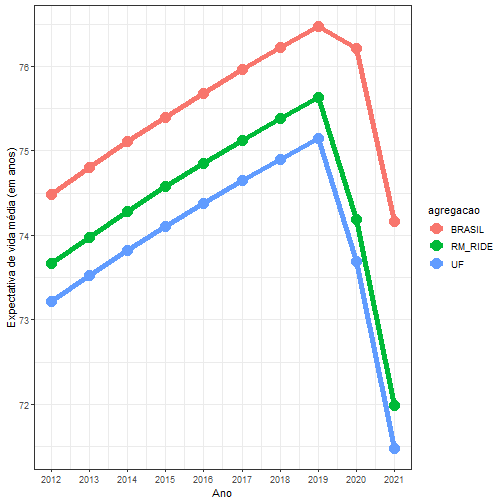 Expectativa de vida média (em anos)
76
75
74
73
72
2012 2013 2014 2015 2016 2017 2018 2019 2020 2021
Ano
agregacao
BRASIL
RM_RIDE
UF